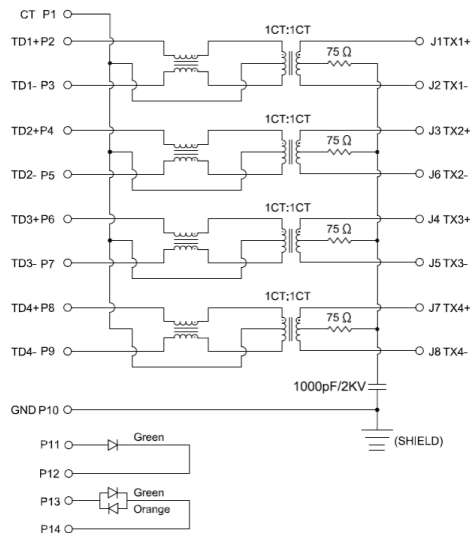 CT P1
1CT:1CT
TD1+P2
J1TX1+
75 Ω
TD1- P3
J2 TX1-
1CT:1CT
TD2+P4
J3 TX2+
75 Ω
TD2- P5
J6 TX2-
1CT:1CT
TD3+P6
J4 TX3+
75 Ω
TD3- P7
J5 TX3-
1CT:1CT
TD4+P8
J7 TX4+
75 Ω
TD4- P9
J8 TX4-
1000pF/2KV
GND P10
(SHIELD)
P11
Green
P12
P13
Green
Orange
P14